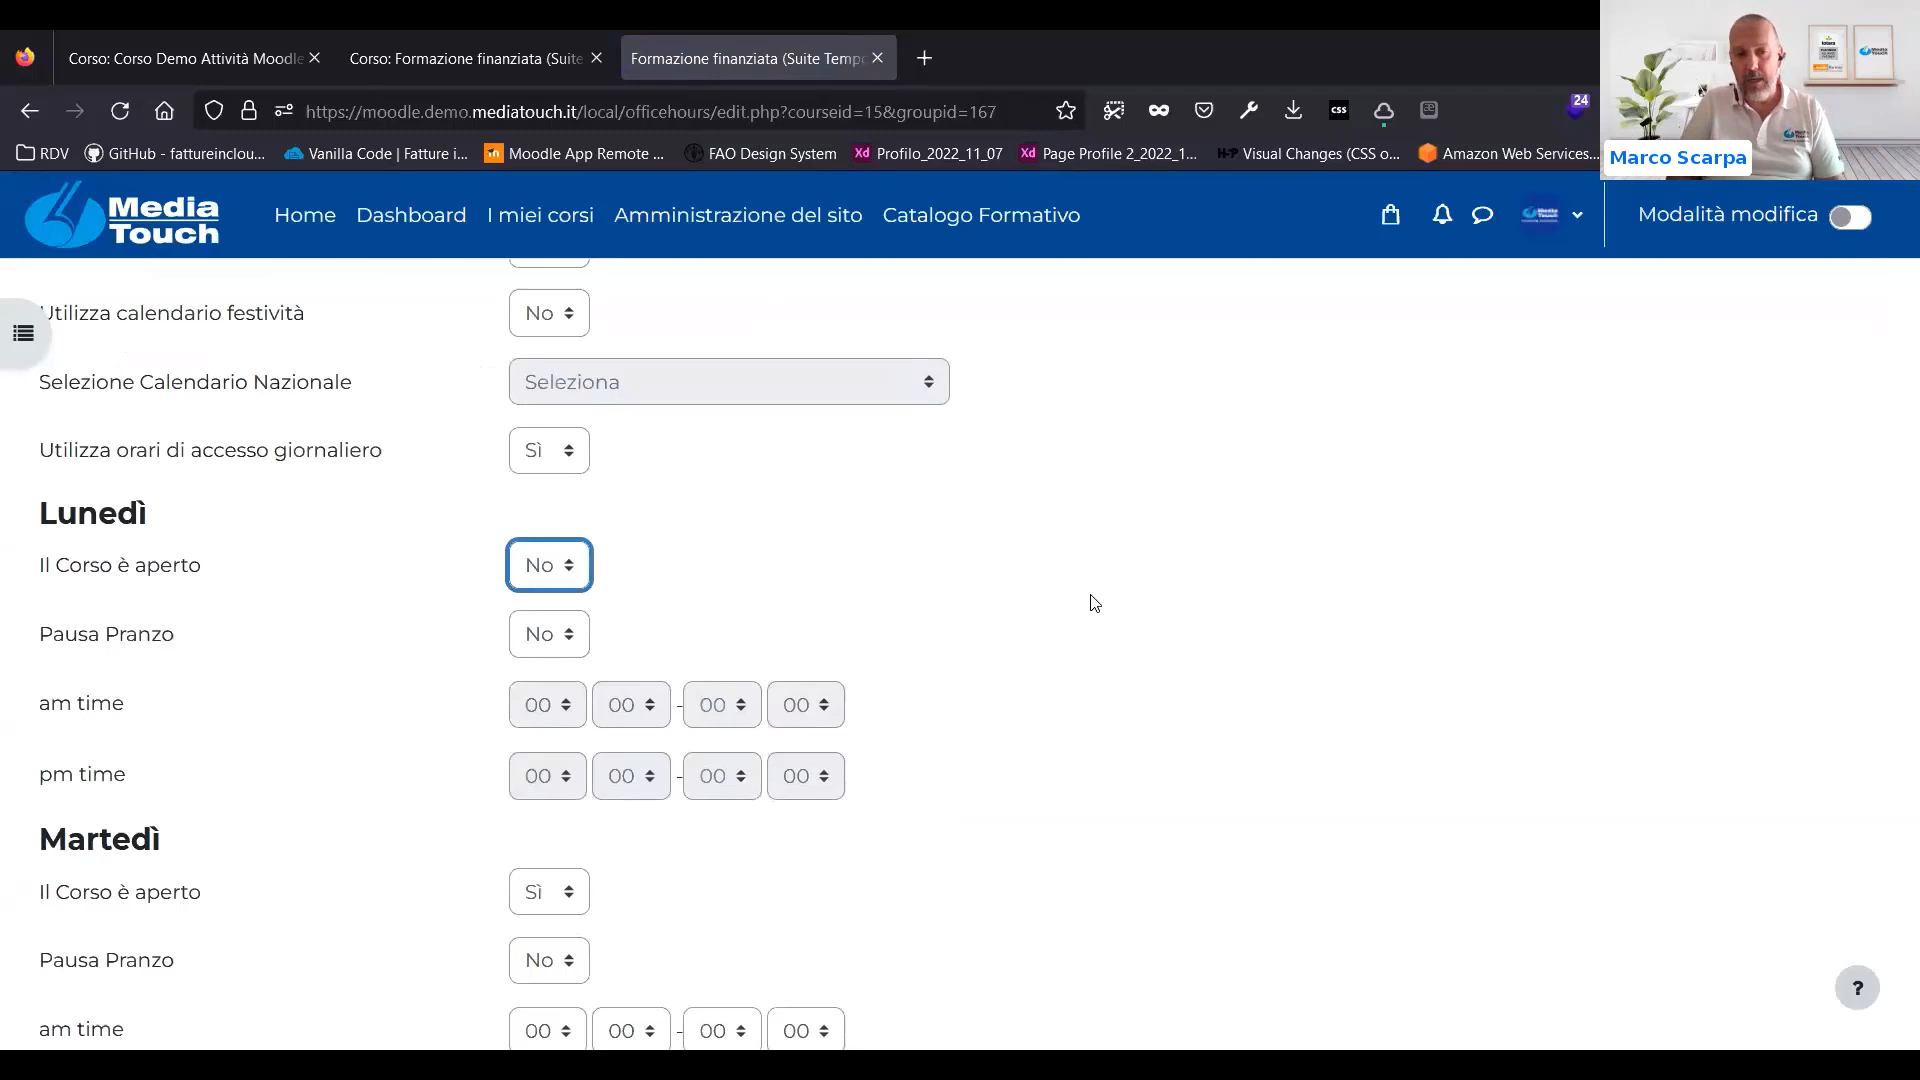 Corso: Corso Demo Attività Moodle
Corso: Formazione finanziata (Suite
Formazione finanziata (Suite Tempo
https://moodle.demo.mediatouch.it/local/officehours/edit.php?courseid=15&groupid=167
CSS
24
RDV
GitHub - fattureinclou...
Vanilla Code | Fatture i...
Moodle App Remote ...
FAO Design System
Xd Profilo_2022_11_07
Xd Page Profile 2_2022_1...
Visual Changes (CSS o...
Amazon Web Services...
Marco Scarpa
Media Touch
Home
Dashboard
I miei corsi
Amministrazione del sito
Catalogo Formativo
Modalità modifica
Utilizza calendario festività No
Selezione Calendario Nazionale Seleziona
Utilizza orari di accesso giornaliero Sì
Lunedì
Il Corso è aperto No
Pausa Pranzo No
am time 00 00 - 00 00
pm time 00 00 - 00 00
Martedì
Il Corso è aperto Sì
Pausa Pranzo No
am time 00 00 - 00 00
?